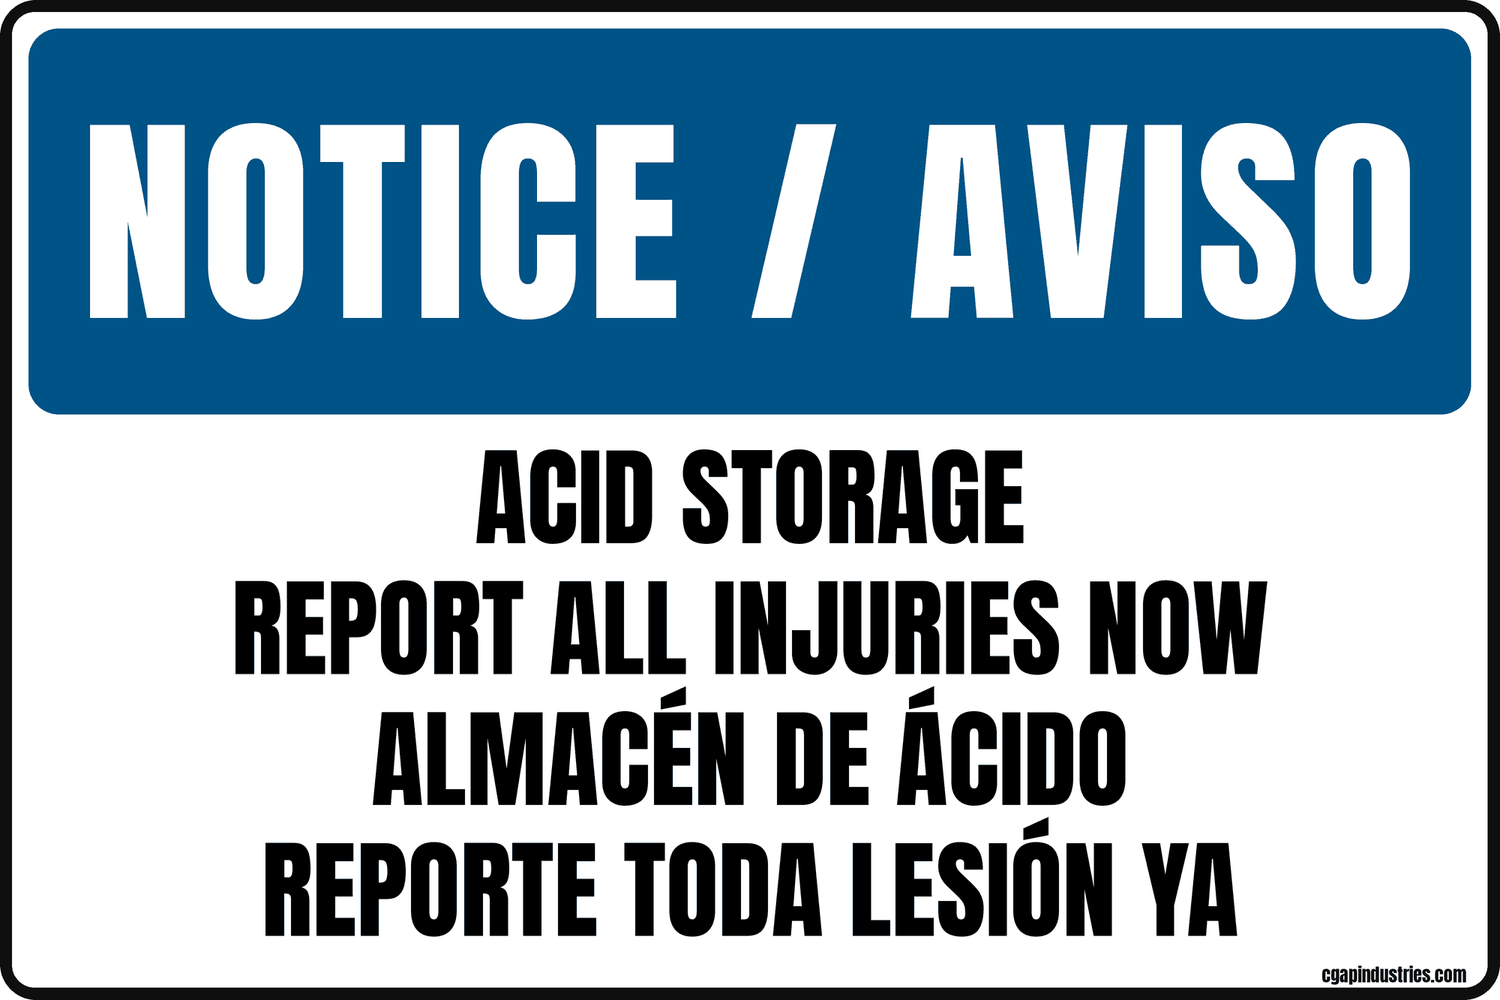 NOTICE / AVISO
ACID STORAGE
REPORT ALL INJURIES NOW
ALMACÉN DE ÁCIDO
REPORTE TODA LESIÓN YA
cgapindustries.com